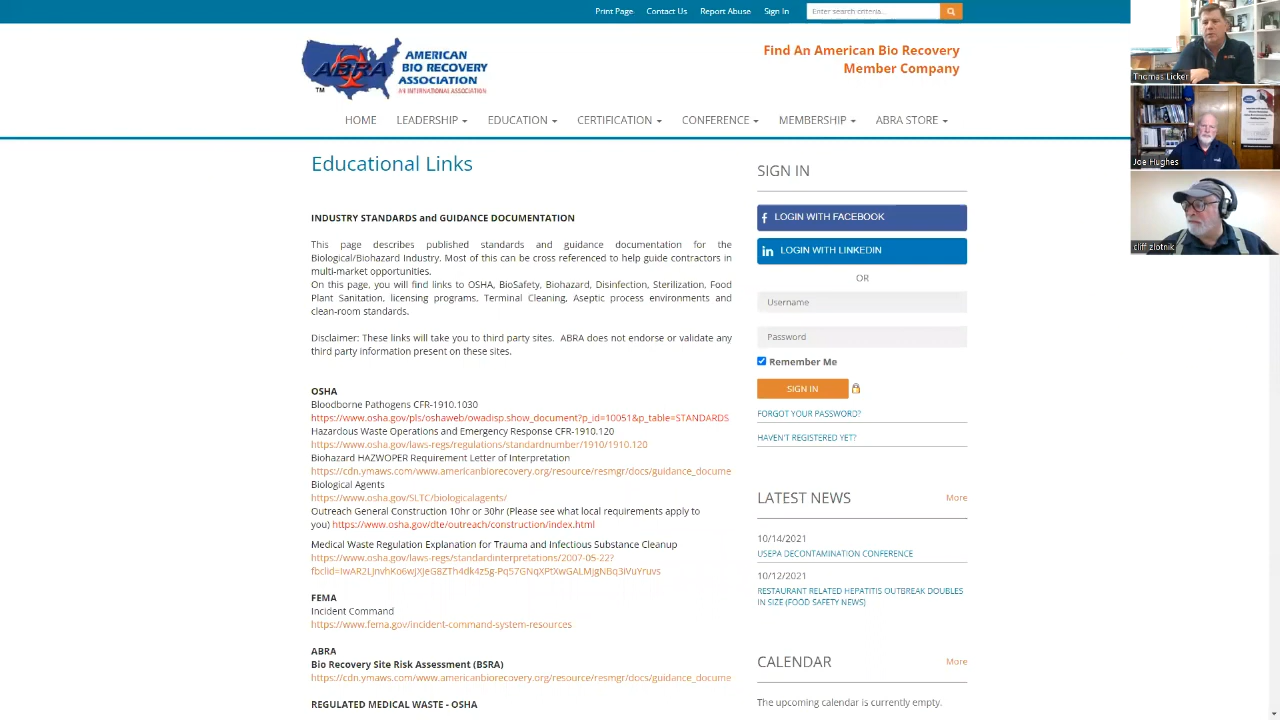 Print Page
Contact Us
Report Abuse
Sign In
Enter search criteria...
ABRA
TM
AMERICAN
BIO RECOVERY
ASSOCIATION
AN INTERNATIONAL ASSOCIATION
Find An American Bio Recovery
Member Company
HOME
LEADERSHIP
EDUCATION
CERTIFICATION
CONFERENCE
MEMBERSHIP
ABRA STORE
Educational Links
INDUSTRY STANDARDS and GUIDANCE DOCUMENTATION
This page describes published standards and guidance documentation for the
Biological/Biohazard Industry. Most of this can be cross referenced to help guide contractors in
multi-market opportunities.
On this page, you will find links to OSHA, BioSafety, Biohazard, Disinfection, Sterilization, Food
Plant Sanitation, licensing programs, Terminal Cleaning, Aseptic process environments and
clean-room standards.
Disclaimer: These links will take you to third party sites. ABRA does not endorse or validate any
third party information present on these sites.
OSHA
Bloodborne Pathogens CFR-1910.1030
https://www.osha.gov/pls/oshaweb/owadisp.show_document?p_id=10051&p_table=STANDARDS
Hazardous Waste Operations and Emergency Response CFR-1910.120
https://www.osha.gov/laws-regs/regulations/standardnumber/1910/1910.120
Biohazard HAZWOPER Requirement Letter of Interpretation
https://cdn.ymaws.com/www.americanbiorecovery.org/resource/resmgr/docs/guidance_docume
Biological Agents
https://www.osha.gov/SLTC/biologicalagents/
Outreach General Construction 10hr or 30hr (Please see what local requirements apply to
you) https://www.osha.gov/dte/outreach/construction/index.html
Medical Waste Regulation Explanation for Trauma and Infectious Substance Cleanup
https://www.osha.gov/laws-regs/standardinterpretations/2007-05-22?
FEMA
Incident Command
https://www.fema.gov/incident-command-system-resources
ABRA
Bio Recovery Site Risk Assessment (BSRA)
https://cdn.ymaws.com/www.americanbiorecovery.org/resource/resmgr/docs/guidance_docume
REGULATED MEDICAL WASTE - OSHA
SIGN IN
LOGIN WITH FACEBOOK
LOGIN WITH LINKEDIN
OR
Username
Password
Remember Me
SIGN IN
FORGOT YOUR PASSWORD?
HAVEN'T REGISTERED YET?
LATEST NEWS
More
10/14/2021
USEPA DECONTAMINATION CONFERENCE
10/12/2021
RESTAURANT RELATED HEPATITIS OUTBREAK DOUBLES
IN SIZE (FOOD SAFETY NEWS)
CALENDAR
More
The upcoming calendar is currently empty.
Thomas Licker
Joe Hughes
cliff zlotnik